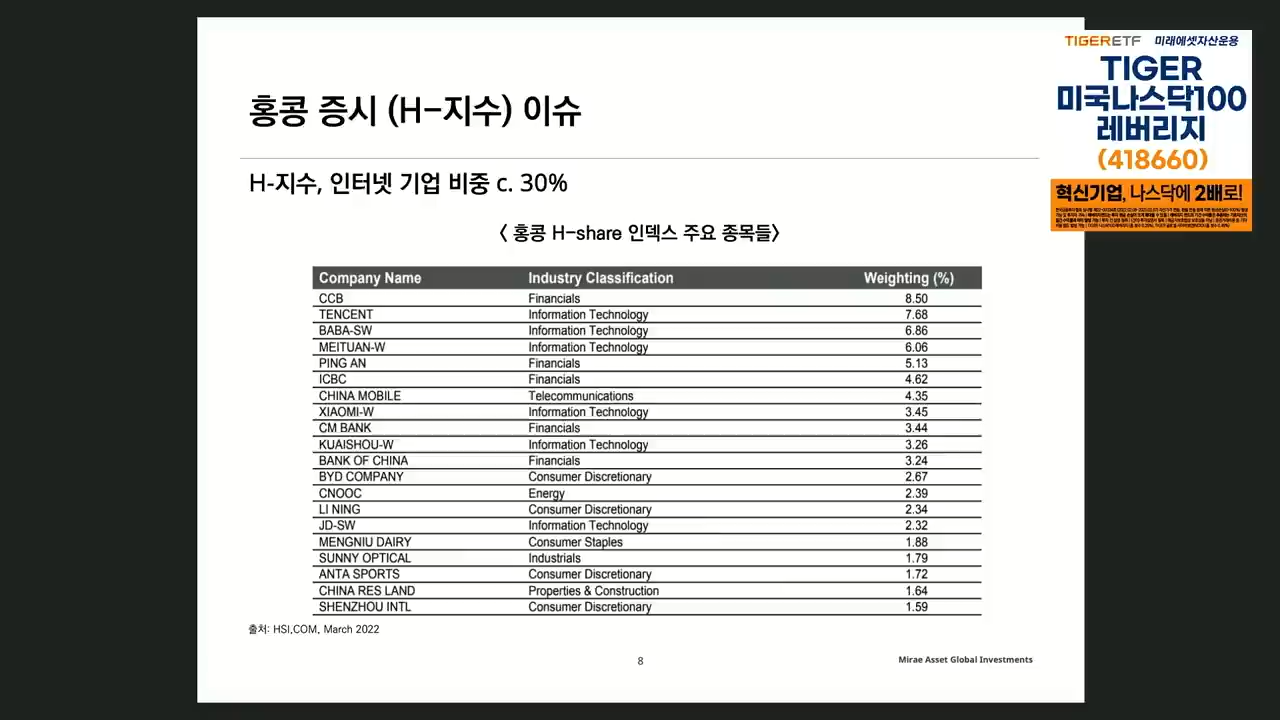 홍콩 증시 (H-지수) 이슈
H-지수, 인터넷 기업 비중 c. 30%
< 홍콩 H-share 인덱스 주요 종목들>
Company Name Industry Classification Weighting (%)
CCB Financials 8.50
TENCENT Information Technology 7.68
BABA-SW Information Technology 6.86
MEITUAN-W Information Technology 6.06
PING AN Financials 5.13
ICBC Financials 4.62
CHINA MOBILE Telecommunications 4.35
XIAOMI-W Information Technology 3.45
CM BANK Financials 3.44
KUAISHOU-W Information Technology 3.26
BANK OF CHINA Financials 3.24
BYD COMPANY Consumer Discretionary 2.67
CNOOC Energy 2.39
LI NING Consumer Discretionary 2.34
JD-SW Information Technology 2.32
MENGNIU DAIRY Consumer Staples 1.88
SUNNY OPTICAL Industrials 1.79
ANTA SPORTS Consumer Discretionary 1.72
CHINA RES LAND Properties & Construction 1.64
SHENZHOU INTL Consumer Discretionary 1.59
출처: HSI.COM, March 2022
8
Mirae Asset Global Investments
TIGER ETF 미래에셋자산운용
TIGER
미국나스닥100
레버리지
(418660)
혁신기업, 나스닥에 2배로!